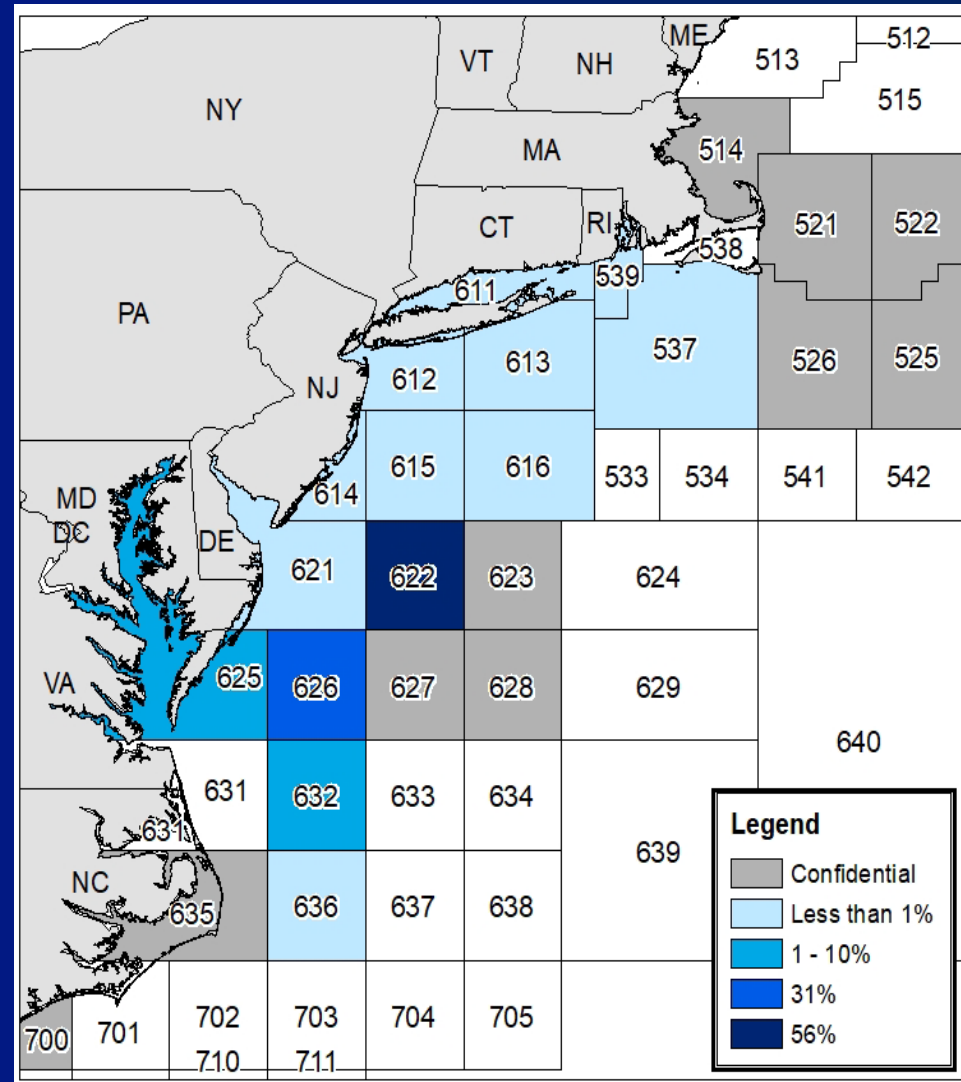 ME
512
VT
NH
513
515
NY
514
MA
CT
RI
538
521
522
539
611
PA
537
526
525
613
612
NJ
615
616
533
534
541
542
614
MD
DC
DE
621
622
623
624
625
626
627
628
629
VA
640
631
632
633
634
631
639
NC
635
636
637
638
700
701
702
703
704
705
710
711
Legend
Confidential
Less than 1%
1 - 10%
31%
56%